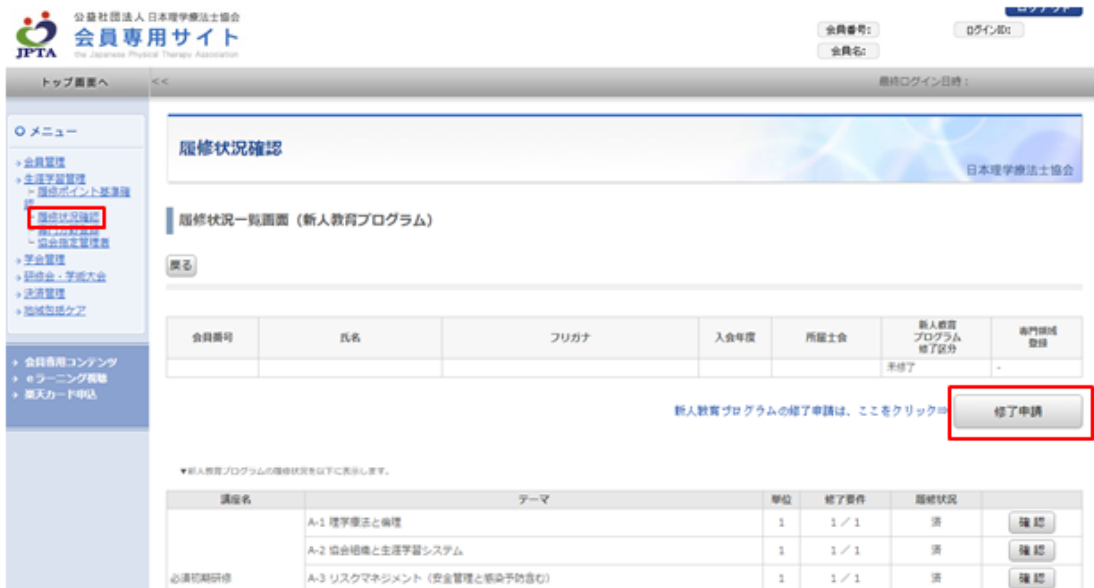 公益社団法人 日本理学療法士協会
会員専用サイト
JPTA the Japanese Physical Therapy Association
ログアウト
会員番号: ログインID:
会員名:
トップ画面へ << 最終ログイン日時：
メニュー
会員管理
生涯学習管理
履修ポイント基準確認
履修状況確認
専門分野登録
協会指定管理者
学会管理
研修会・学術大会
決済管理
地域包括ケア
会員専用コンテンツ
eラーニング視聴
楽天カード申込
履修状況確認
日本理学療法士協会
履修状況一覧画面（新人教育プログラム）
戻る
会員番号 氏名 フリガナ 入会年度 所属士会 新人教育プログラム修了区分 専門領域登録
未修了 -
新人教育プログラムの修了申請は、ここをクリック⇒ 修了申請
▼新人教育プログラムの履修状況を以下に表示します。
講座名 テーマ 単位 修了要件 履修状況
A-1 理学療法と倫理 1 1／1 済 確認
A-2 協会組織と生涯学習システム 1 1／1 済 確認
必須初期研修 A-3 リスクマネジメント（安全管理と感染予防含む） 1 1／1 済 確認